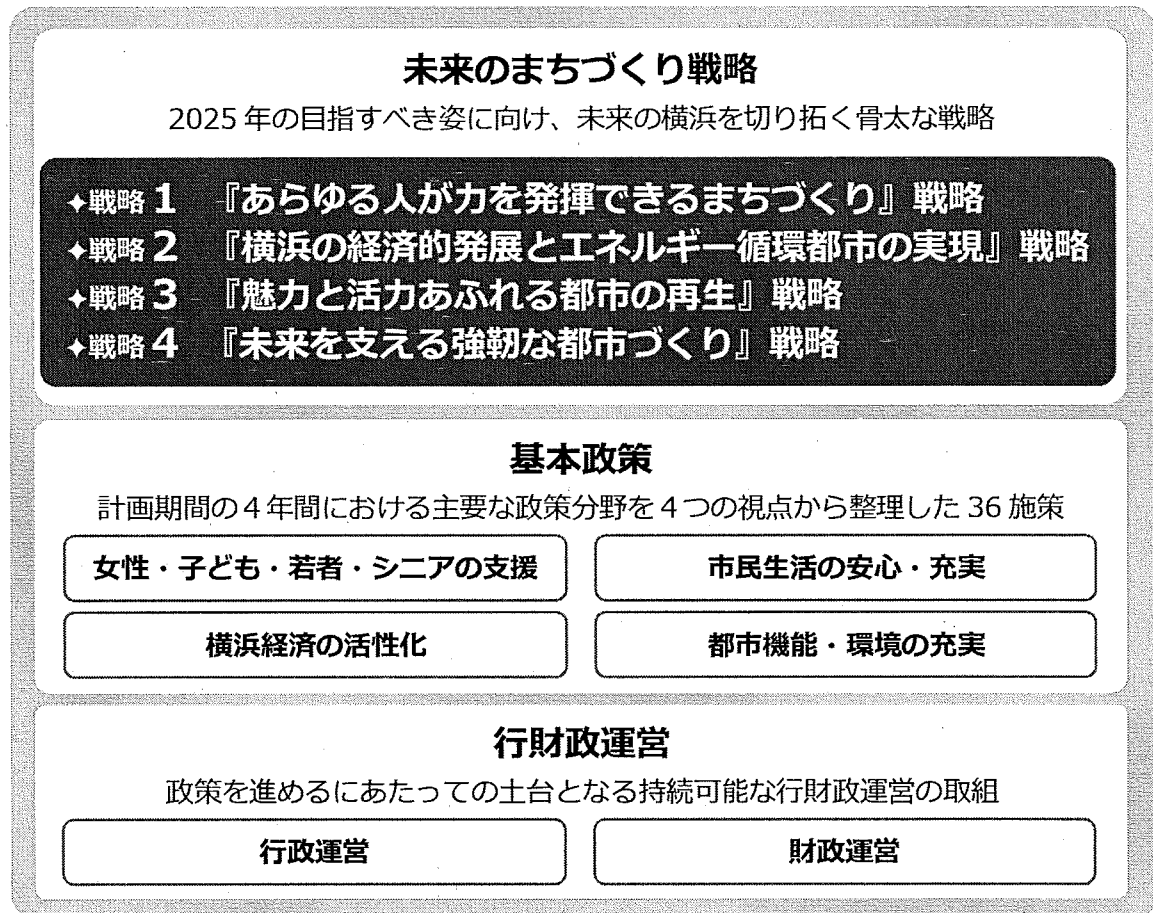 未来のまちづくり戦略
2025年の目指すべき姿に向け、未来の横浜を切り拓く骨太な戦略
✦戦略1 『あらゆる人が力を発揮できるまちづくり』戦略
✦戦略2 『横浜の経済的発展とエネルギー循環都市の実現』戦略
✦戦略3 『魅力と活力あふれる都市の再生』戦略
✦戦略4 『未来を支える強靭な都市づくり』戦略
基本政策
計画期間の4年間における主要な政策分野を4つの視点から整理した36施策
女性・子ども・若者・シニアの支援
市民生活の安心・充実
横浜経済の活性化
都市機能・環境の充実
行財政運営
政策を進めるにあたっての土台となる持続可能な行財政運営の取組
行政運営
財政運営